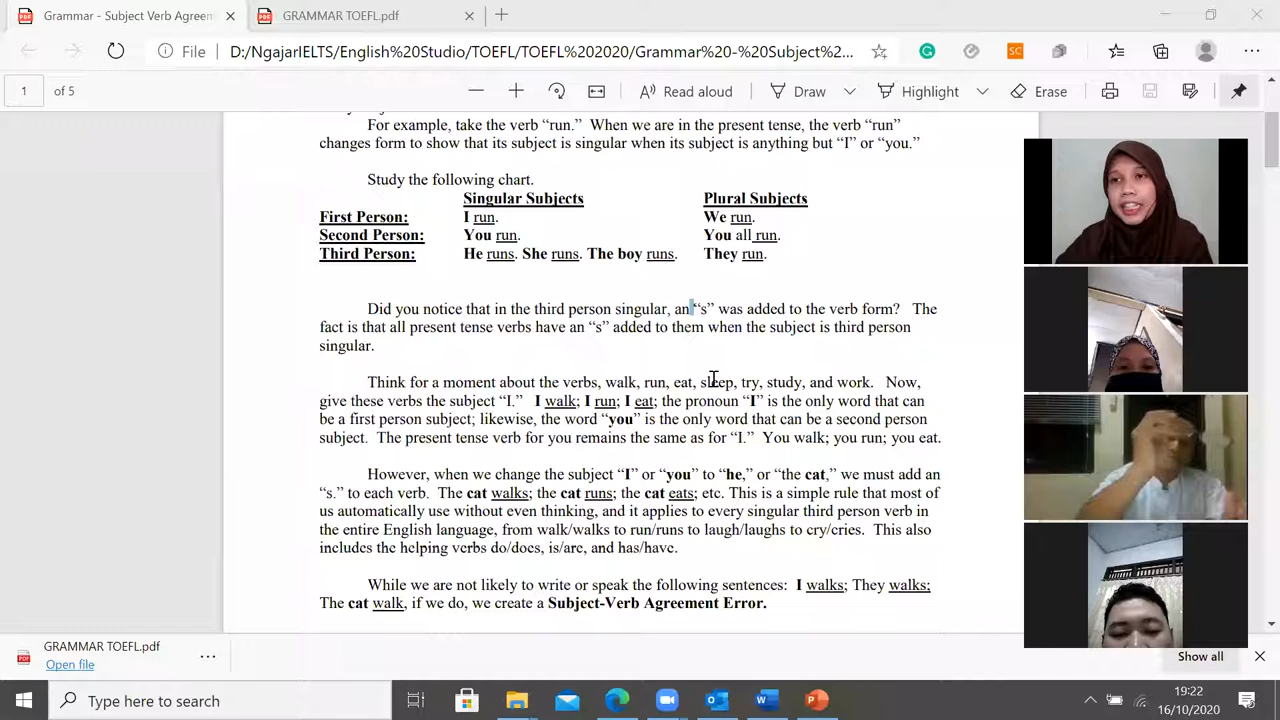 Grammar - Subject Verb Agreem
GRAMMAR TOEFL.pdf
File
D:/NgajarIELTS/English%20Studio/TOEFL/TOEFL%202020/Grammar%20-%20Subject%2...
1 of 5
Read aloud
Draw
Highlight
Erase
For example, take the verb “run.” When we are in the present tense, the verb “run”
changes form to show that its subject is singular when its subject is anything but “I” or “you.”
Study the following chart.
Singular Subjects Plural Subjects
First Person: I run. We run.
Second Person: You run. You all run.
Third Person: He runs. She runs. The boy runs. They run.
Did you notice that in the third person singular, an “s” was added to the verb form? The
fact is that all present tense verbs have an “s” added to them when the subject is third person
singular.
Think for a moment about the verbs, walk, run, eat, sleep, try, study, and work. Now,
give these verbs the subject “I.” I walk; I run; I eat; the pronoun “I” is the only word that can
be a first person subject; likewise, the word “you” is the only word that can be a second person
subject. The present tense verb for you remains the same as for “I.” You walk; you run; you eat.
However, when we change the subject “I” or “you” to “he,” or “the cat,” we must add an
“s.” to each verb. The cat walks; the cat runs; the cat eats; etc. This is a simple rule that most of
us automatically use without even thinking, and it applies to every singular third person verb in
the entire English language, from walk/walks to run/runs to laugh/laughs to cry/cries. This also
includes the helping verbs do/does, is/are, and has/have.
While we are not likely to write or speak the following sentences: I walks; They walks;
The cat walk, if we do, we create a Subject-Verb Agreement Error.
GRAMMAR TOEFL.pdf
Open file
Show all
Type here to search
19:22
16/10/2020